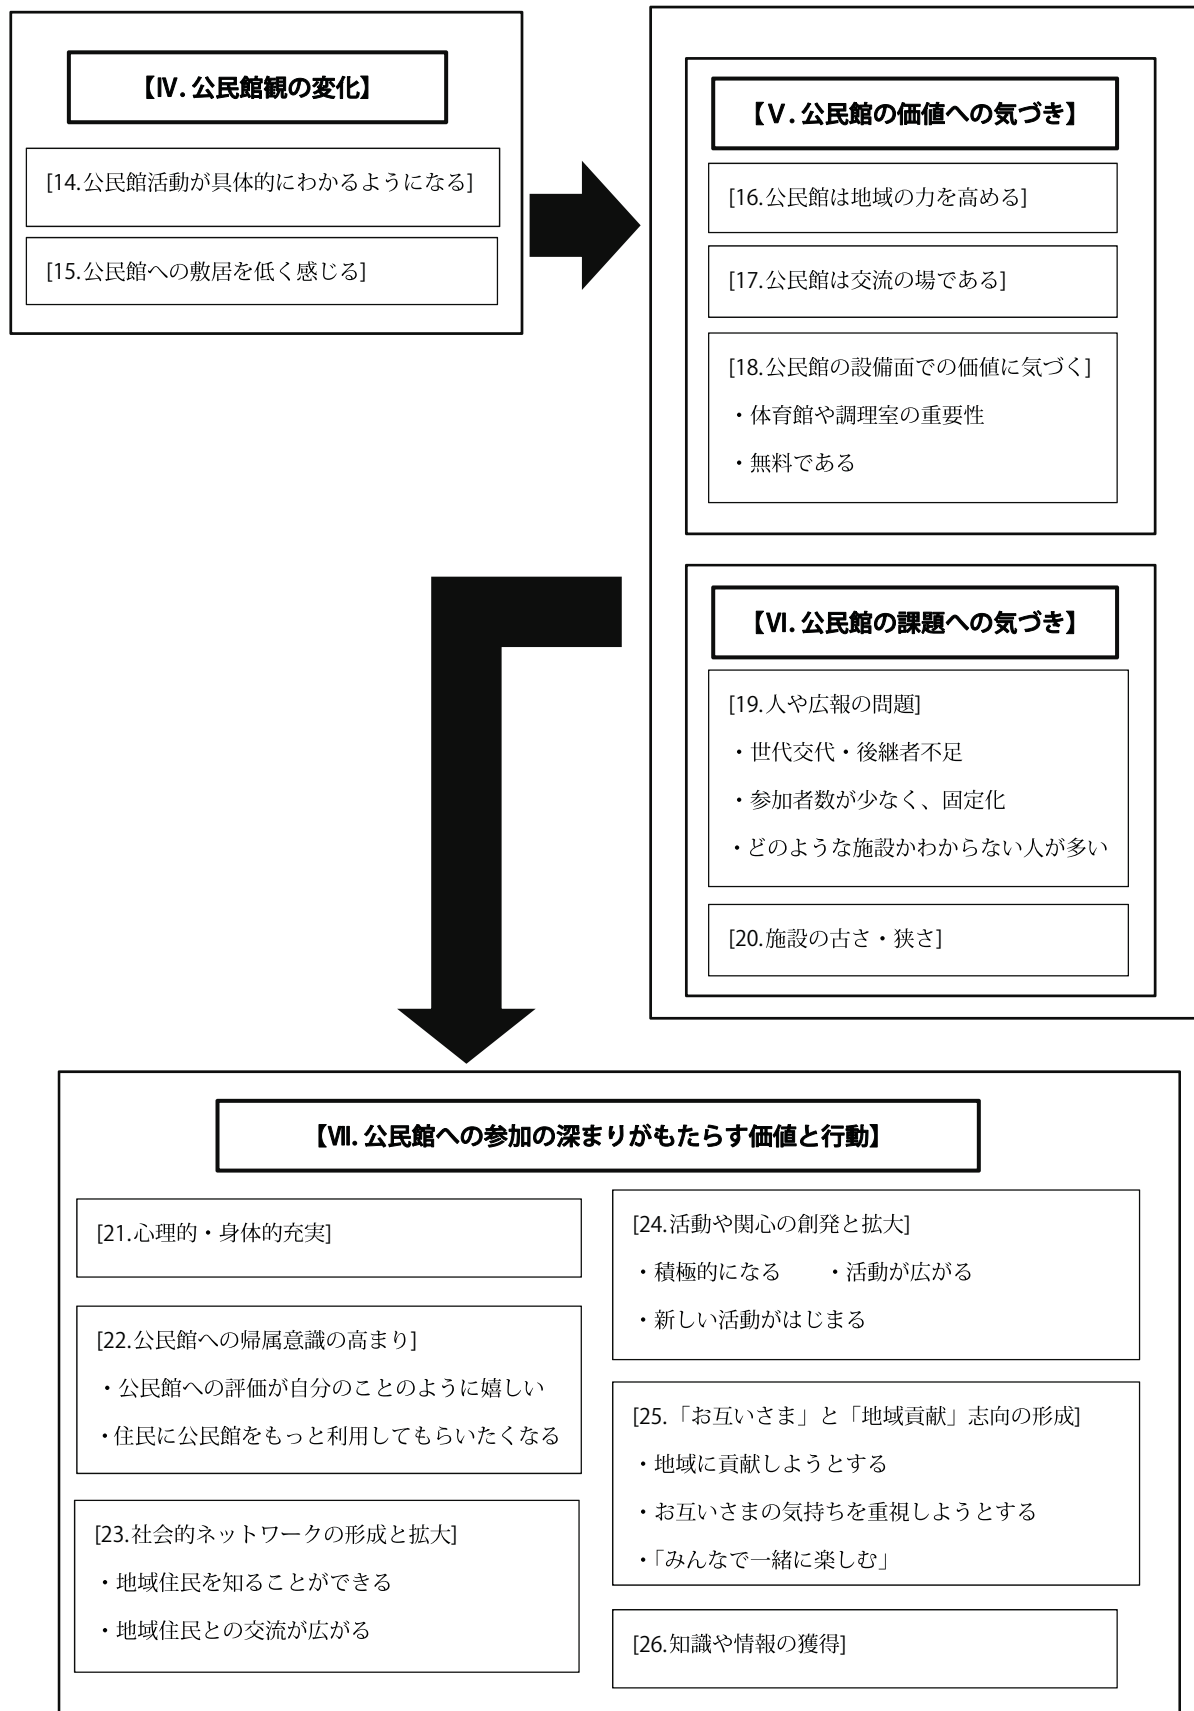 【Ⅳ. 公民館観の変化】
[14.公民館活動が具体的にわかるようになる]
[15.公民館への敷居を低く感じる]
【Ⅴ. 公民館の価値への気づき】
[16.公民館は地域の力を高める]
[17.公民館は交流の場である]
[18.公民館の設備面での価値に気づく]
・体育館や調理室の重要性
・無料である
【Ⅵ. 公民館の課題への気づき】
[19.人や広報の問題]
・世代交代・後継者不足
・参加者数が少なく、固定化
・どのような施設かわからない人が多い
[20.施設の古さ・狭さ]
【Ⅶ. 公民館への参加の深まりがもたらす価値と行動】
[21.心理的・身体的充実]
[22.公民館への帰属意識の高まり]
・公民館への評価が自分のことのように嬉しい
・住民に公民館をもっと利用してもらいたくなる
[23.社会的ネットワークの形成と拡大]
・地域住民を知ることができる
・地域住民との交流が広がる
[24.活動や関心の創発と拡大]
・積極的になる　　・活動が広がる
・新しい活動がはじまる
[25.「お互いさま」と「地域貢献」志向の形成]
・地域に貢献しようとする
・お互いさまの気持ちを重視しようとする
・「みんなで一緒に楽しむ」
[26.知識や情報の獲得]